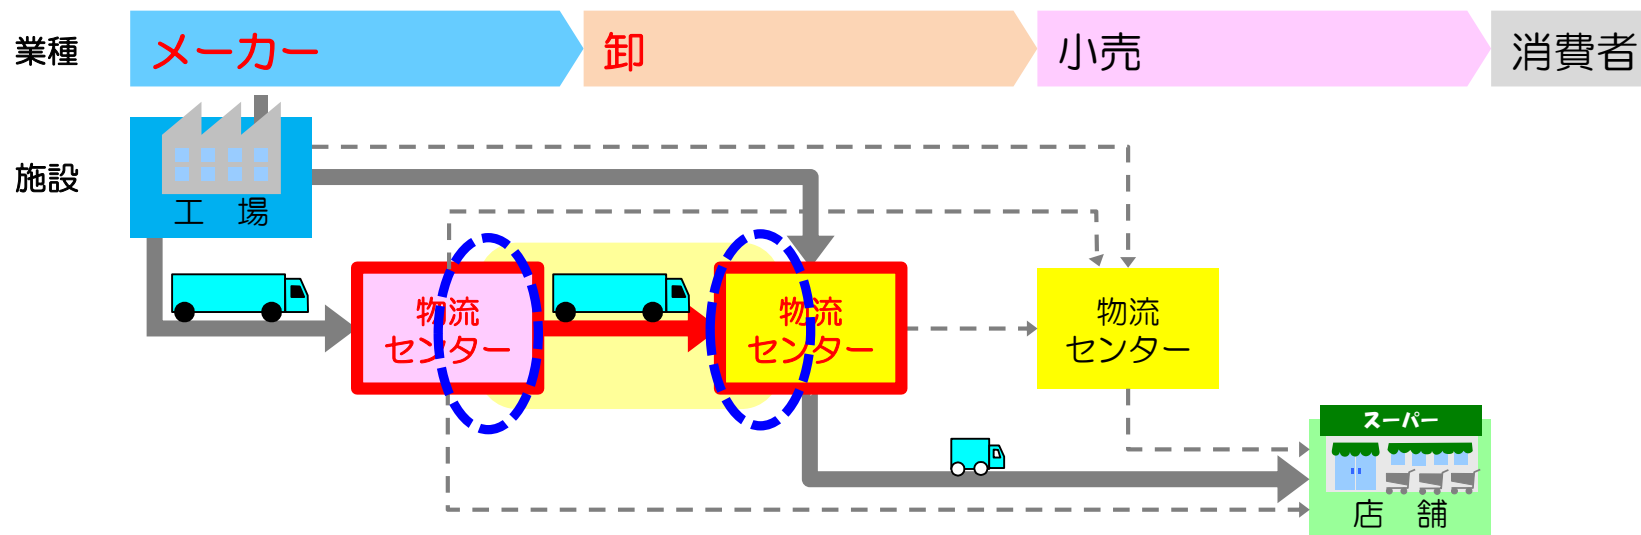 業種
メーカー
卸
小売
消費者
施設
工 場
物流
センター
物流
センター
物流
センター
スーパー
店 舗